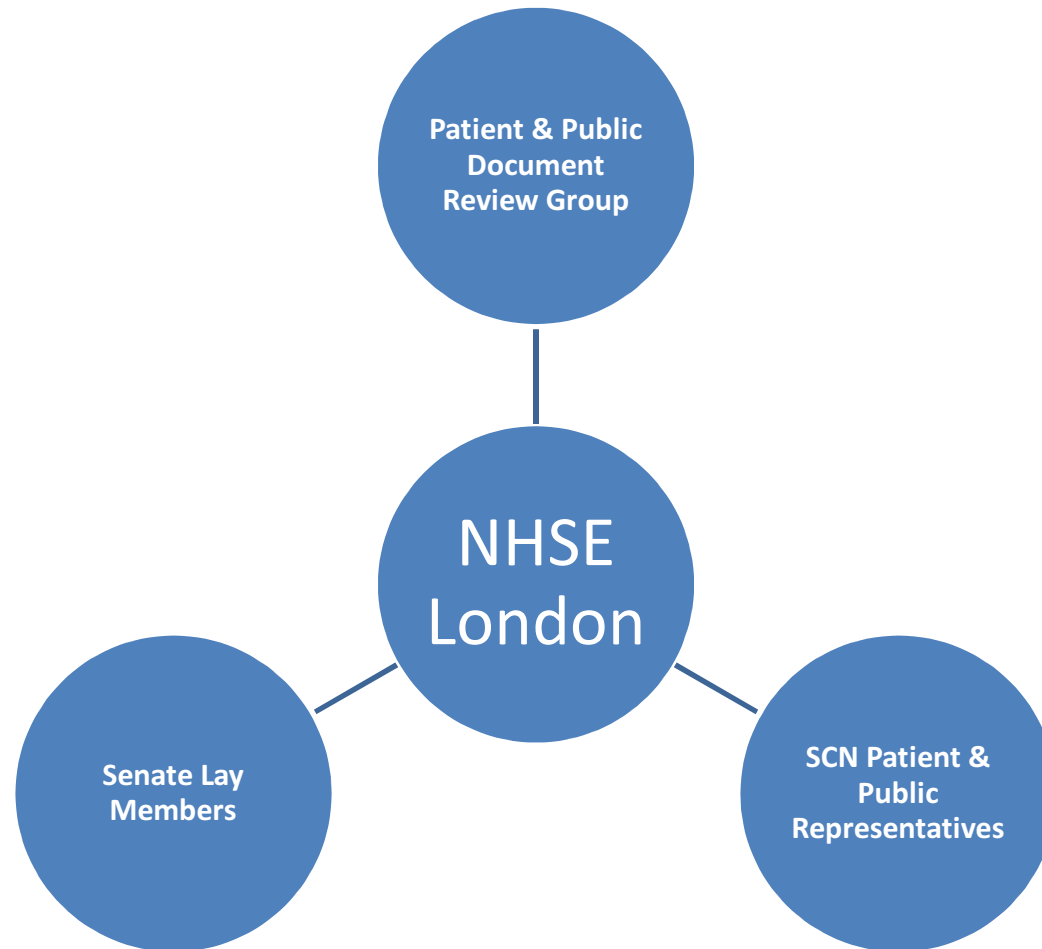 Patient & Public
Document
Review Group
NHSE
London
Senate Lay
Members
SCN Patient &
Public
Representatives